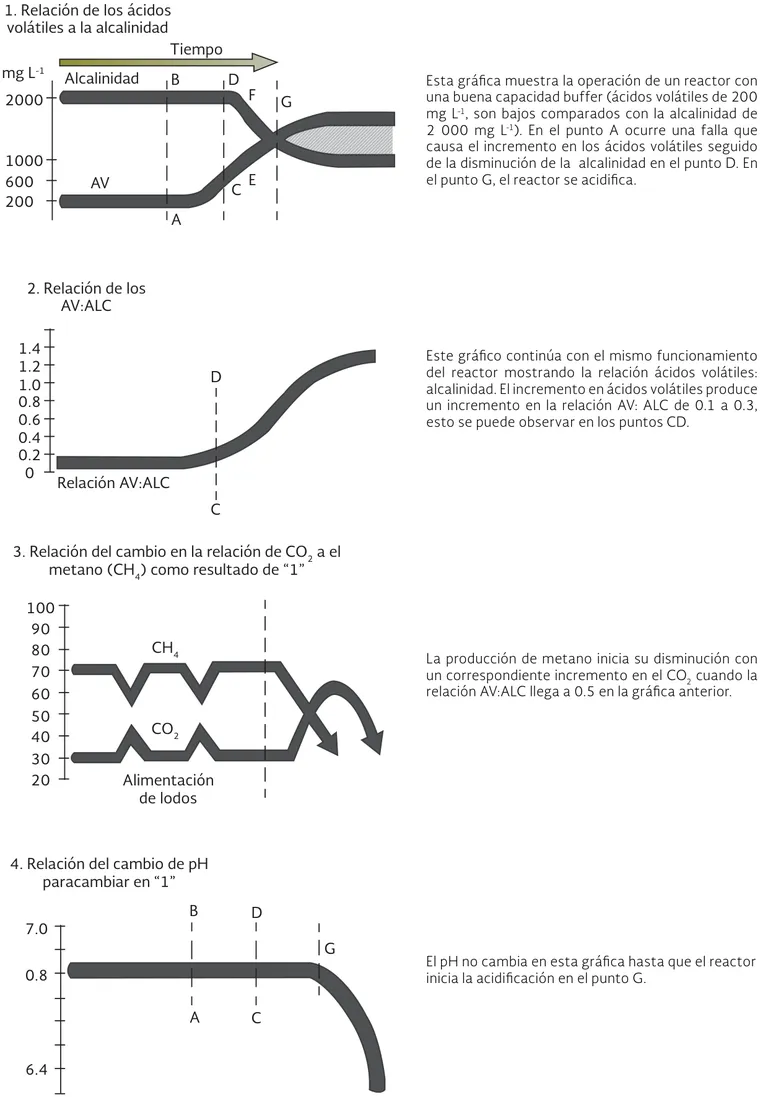 1. Relación de los ácidos
volátiles a la alcalinidad
Tiempo
mg L-1
Alcalinidad
B
D
F
G
2000
1000
600
200
AV
E
C
A
Esta gráfica muestra la operación de un reactor con
una buena capacidad buffer (ácidos volátiles de 200
mg L-1, son bajos comparados con la alcalinidad de
2 000 mg L-1). En el punto A ocurre una falla que
causa el incremento en los ácidos volátiles seguido
de la disminución de la alcalinidad en el punto D. En
el punto G, el reactor se acidifica.
2. Relación de los
AV:ALC
1.4
1.2
1.0
0.8
0.6
0.4
0.2
0
D
Relación AV:ALC
C
Este gráfico continúa con el mismo funcionamiento
del reactor mostrando la relación ácidos volátiles:
alcalinidad. El incremento en ácidos volátiles produce
un incremento en la relación AV: ALC de 0.1 a 0.3,
esto se puede observar en los puntos CD.
3. Relación del cambio en la relación de CO2 a el
metano (CH4) como resultado de “1”
100
90
80
70
60
50
40
30
20
CH4
CO2
Alimentación
de lodos
La producción de metano inicia su disminución con
un correspondiente incremento en el CO2 cuando la
relación AV:ALC llega a 0.5 en la gráfica anterior.
4. Relación del cambio de pH
paracambiar en “1”
7.0
0.8
6.4
B
D
G
A
C
El pH no cambia en esta gráfica hasta que el reactor
inicia la acidificación en el punto G.